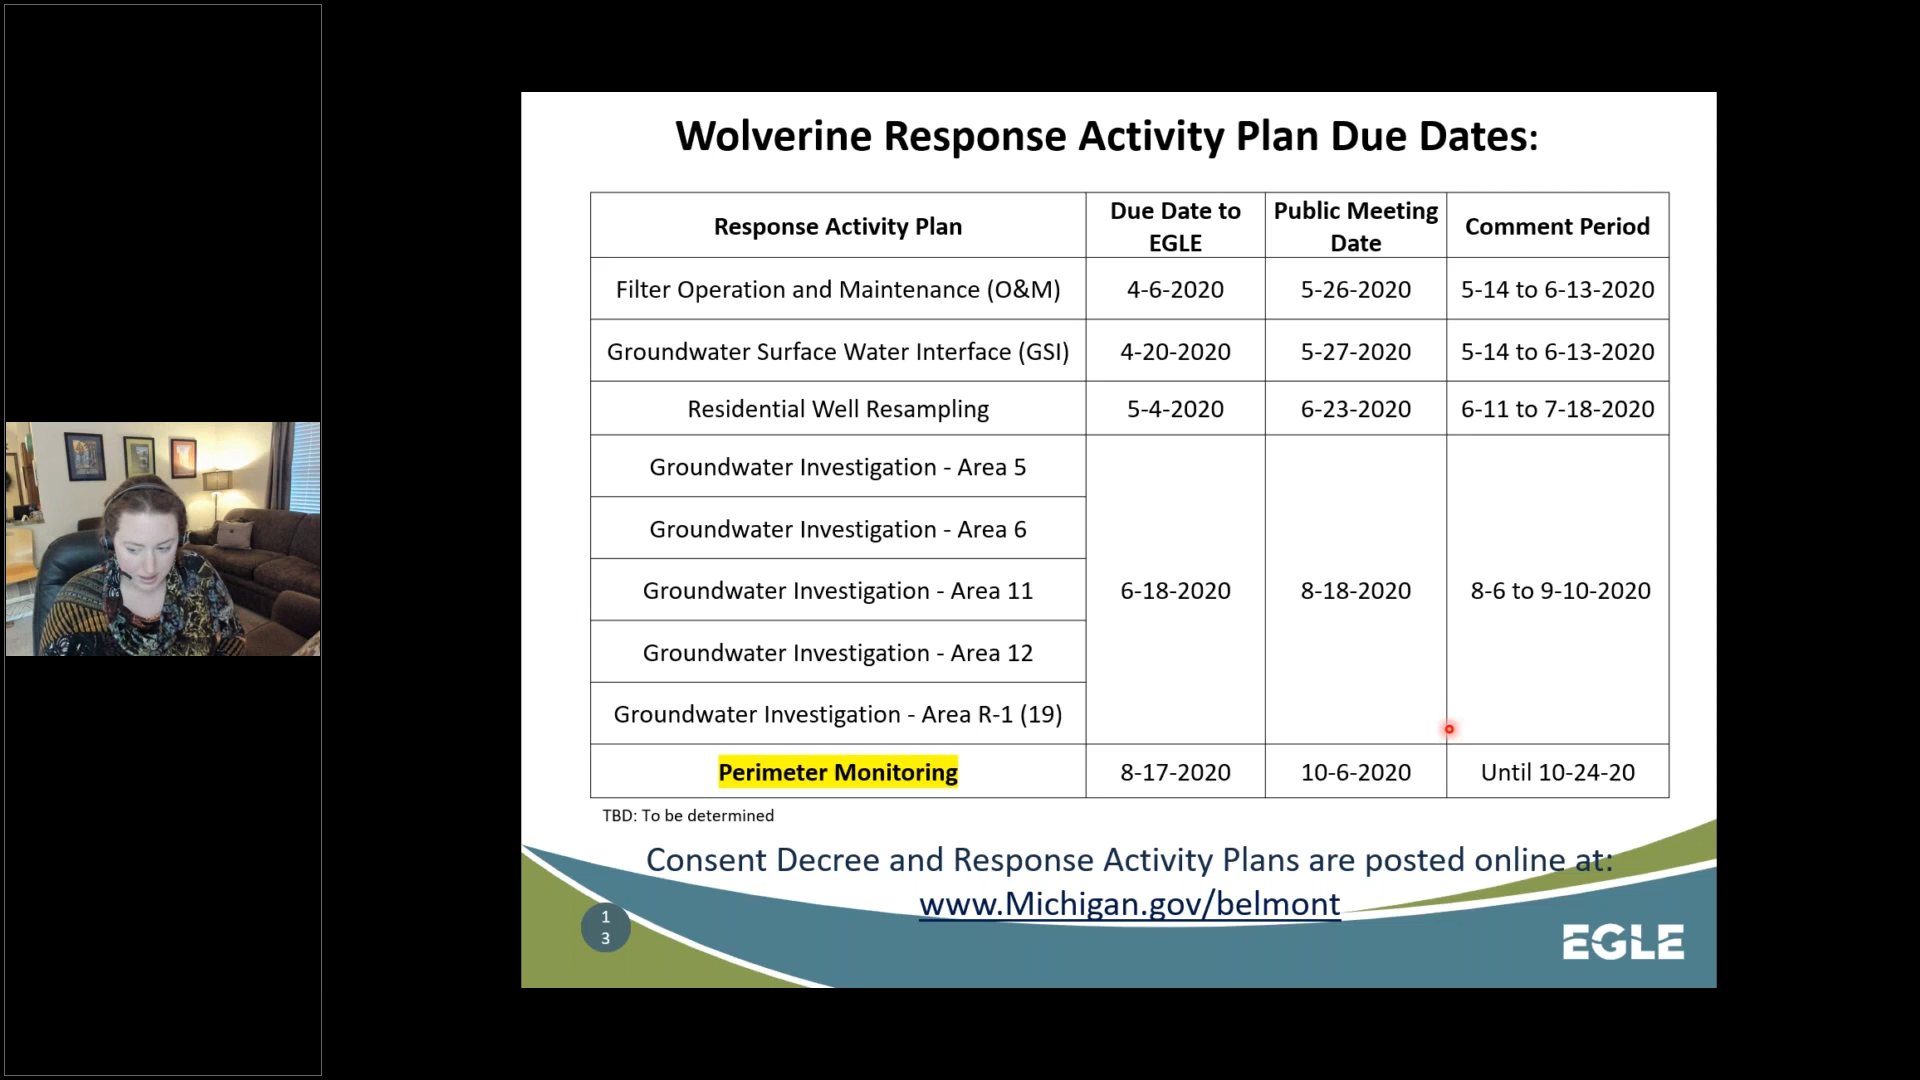 Wolverine Response Activity Plan Due Dates:
Response Activity Plan
Due Date to
EGLE
Public Meeting
Date
Comment Period
Filter Operation and Maintenance (O&M)
4-6-2020
5-26-2020
5-14 to 6-13-2020
Groundwater Surface Water Interface (GSI)
4-20-2020
5-27-2020
5-14 to 6-13-2020
Residential Well Resampling
5-4-2020
6-23-2020
6-11 to 7-18-2020
Groundwater Investigation - Area 5
Groundwater Investigation - Area 6
Groundwater Investigation - Area 11
6-18-2020
8-18-2020
8-6 to 9-10-2020
Groundwater Investigation - Area 12
Groundwater Investigation - Area R-1 (19)
Perimeter Monitoring
8-17-2020
10-6-2020
Until 10-24-20
TBD: To be determined
Consent Decree and Response Activity Plans are posted online at:
www.Michigan.gov/belmont
1
3
EGLE